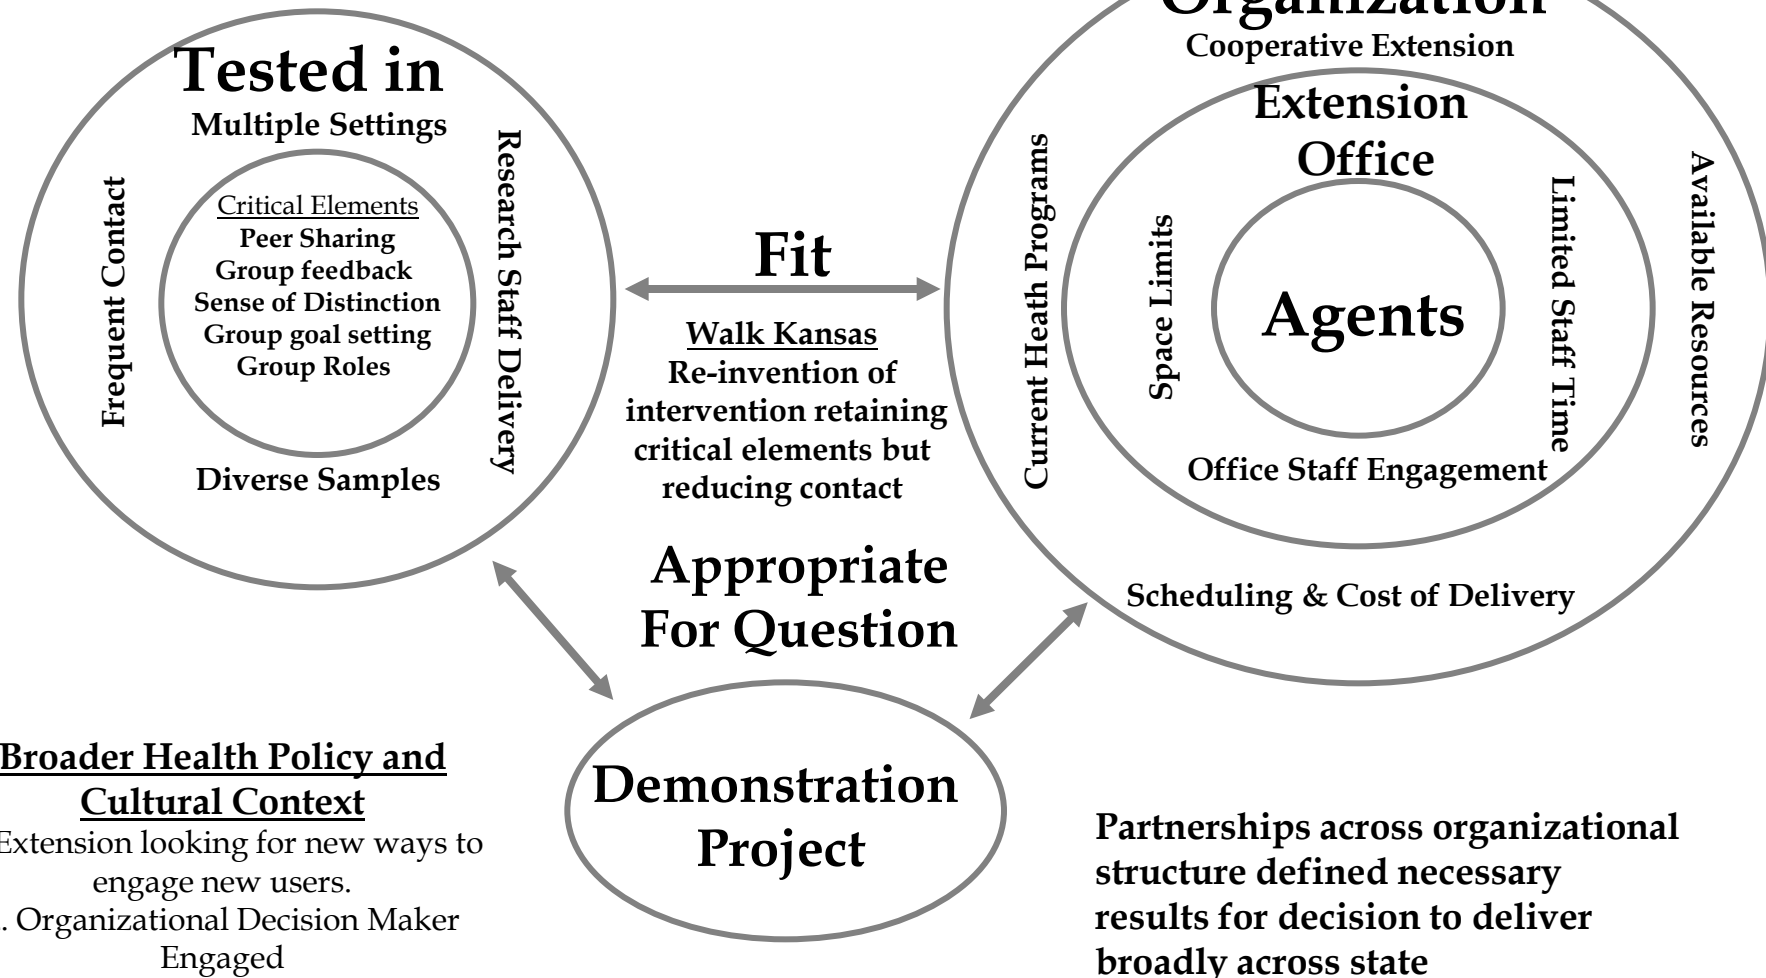 Tested in
Multiple Settings
Frequent Contact
Research Staff Delivery
Critical Elements
Peer Sharing
Group feedback
Sense of Distinction
Group goal setting
Group Roles
Diverse Samples
Fit
Walk Kansas
Re-invention of
intervention retaining
critical elements but
reducing contact
Organization
Cooperative Extension
Extension
Office
Current Heath Programs
Space Limits
Agents
Limited Staff Time
Available Resources
Office Staff Engagement
Scheduling & Cost of Delivery
Appropriate
For Question
Demonstration
Project
Broader Health Policy and
Cultural Context
Extension looking for new ways to
engage new users.
. Organizational Decision Maker
Engaged
Partnerships across organizational
structure defined necessary
results for decision to deliver
broadly across state